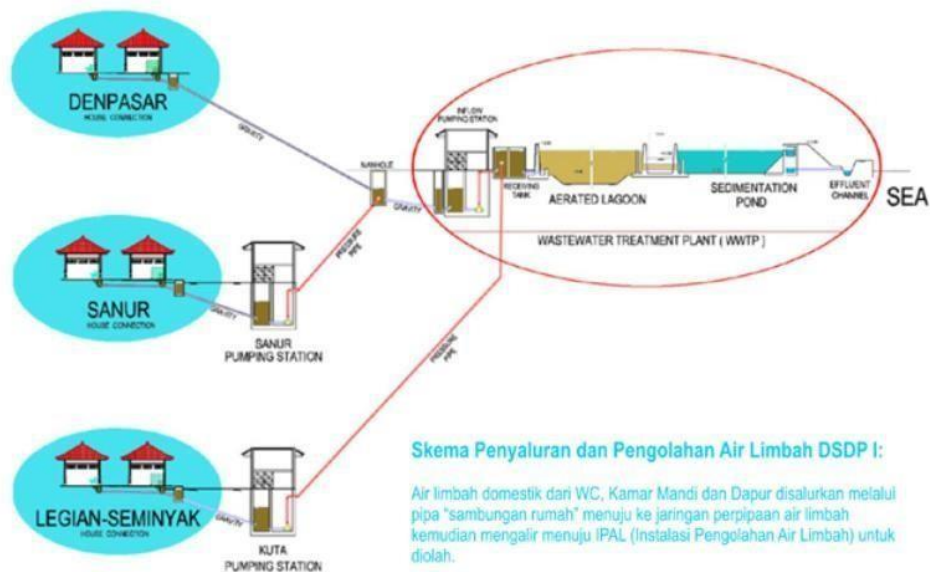 DENPASAR
HOUSE CONNECTION
GRAVITY
MANHOLE
GRAVITY
INFLOW
PUMPING STATION
RECEIVING
TANK
AERATED LAGOON
SEDIMENTATION
POND
EFFLUENT
CHANNEL
SEA
WASTEWATER TREATMENT PLANT ( WWTP )
SANUR
HOUSE CONNECTION
GRAVITY
PRESSURE
PIPE
SANUR
PUMPING STATION
PRESSURE
PIPE
LEGIAN-SEMINYAK
HOUSE CONNECTION
KUTA
PUMPING STATION
Skema Penyaluran dan Pengolahan Air Limbah DSDP I:
Air limbah domestik dari WC, Kamar Mandi dan Dapur disalurkan melalui
pipa "sambungan rumah" menuju ke jaringan perpipaan air limbah
kemudian mengalir menuju IPAL (Instalasi Pengolahan Air Limbah) untuk
diolah.